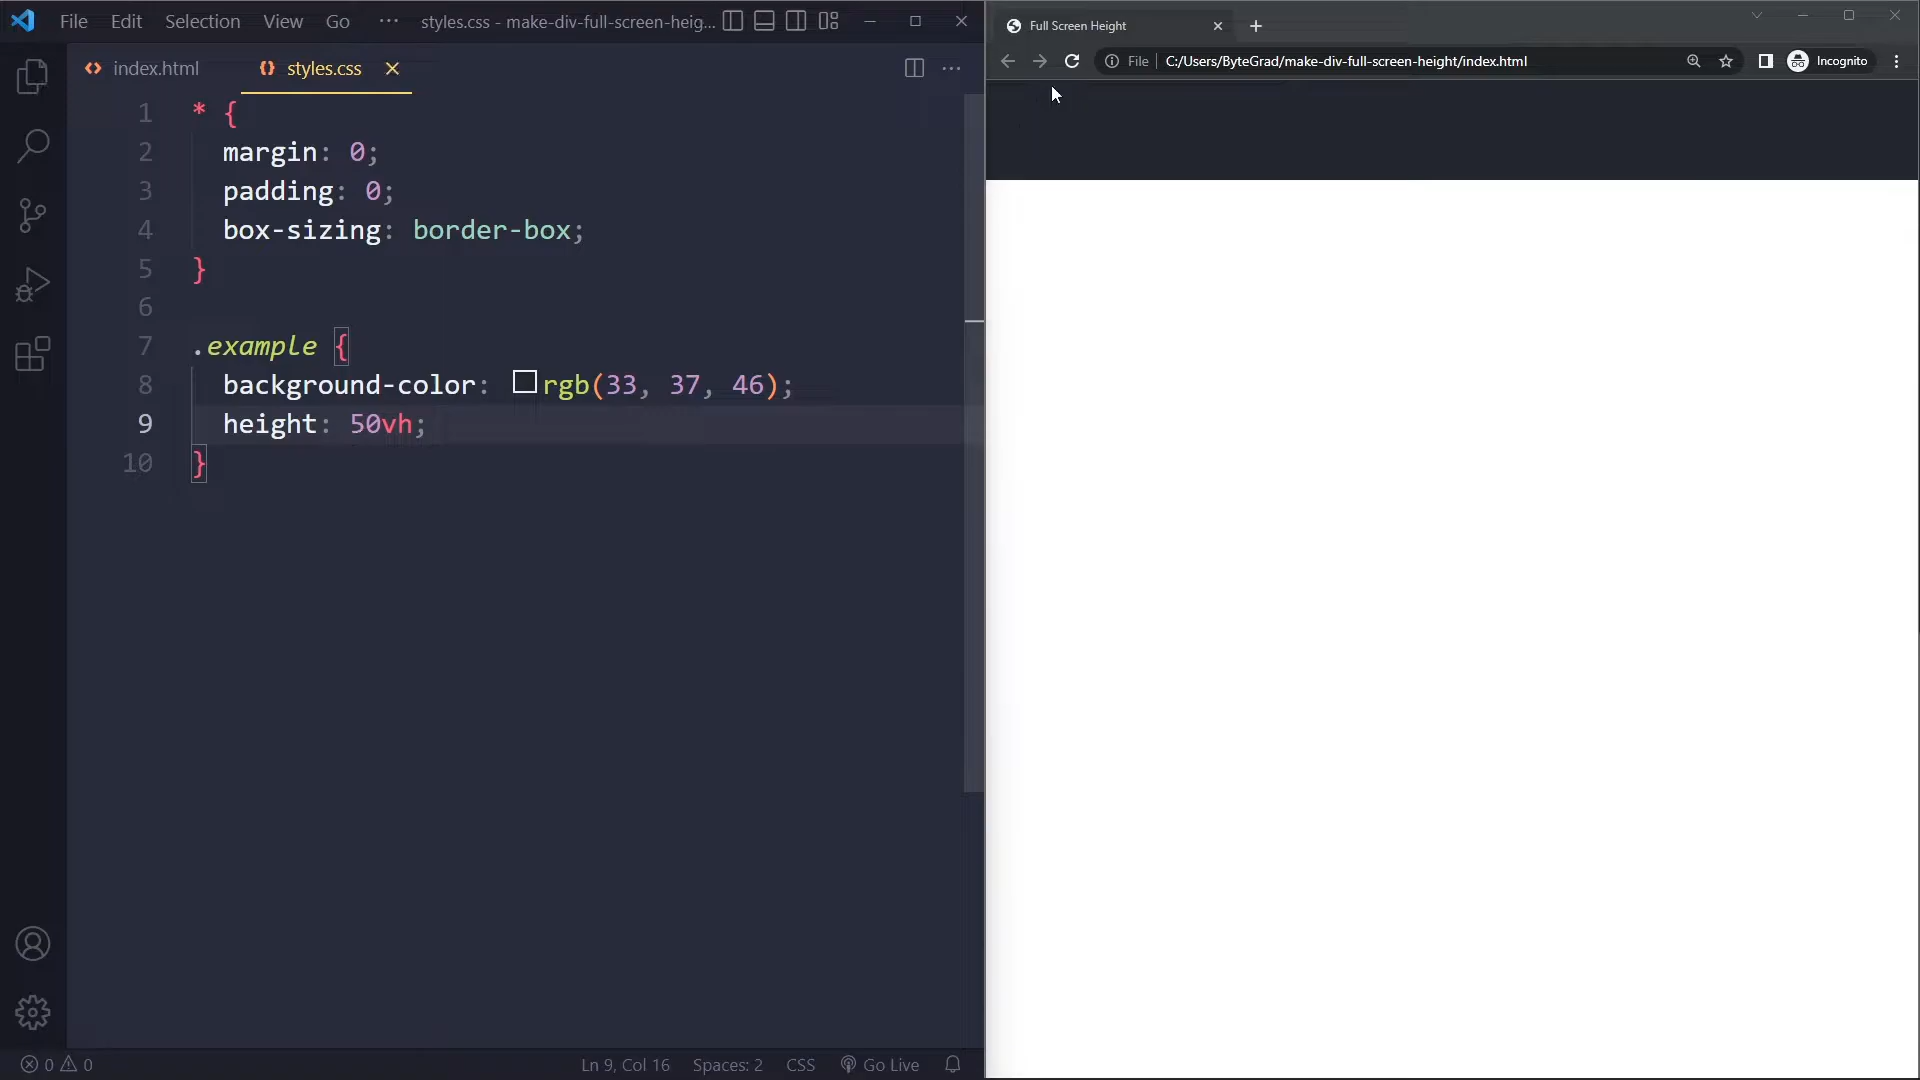 File Edit Selection View Go ··· styles.css - make-div-full-screen-heig...
index.html styles.css
1 * {
2 margin: 0;
3 padding: 0;
4 box-sizing: border-box;
5 }
6
7 .example {
8 background-color: rgb(33, 37, 46);
9 height: 50vh;
10 }
0 0 Ln 9, Col 16 Spaces: 2 CSS Go Live
Full Screen Height
File C:/Users/ByteGrad/make-div-full-screen-height/index.html Incognito